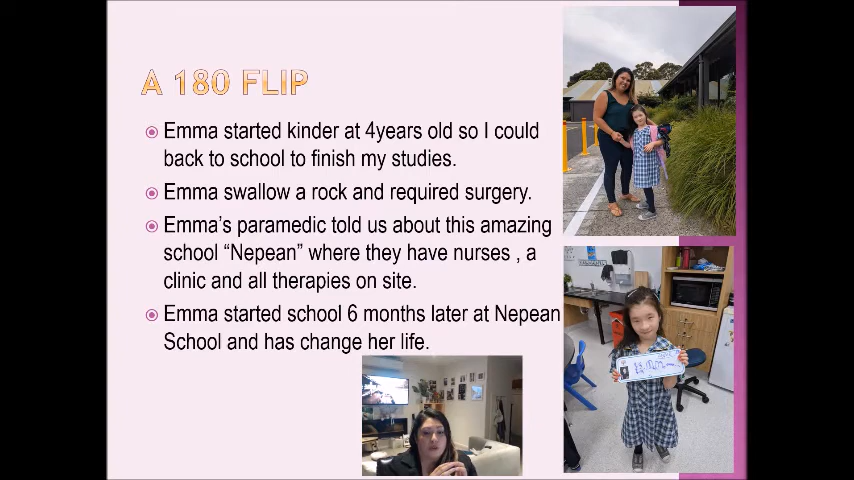 A 180 FLIP
Emma started kinder at 4years old so I could
back to school to finish my studies.
Emma swallow a rock and required surgery.
Emma's paramedic told us about this amazing
school “Nepean” where they have nurses , a
clinic and all therapies on site.
Emma started school 6 months later at Nepean
School and has change her life.